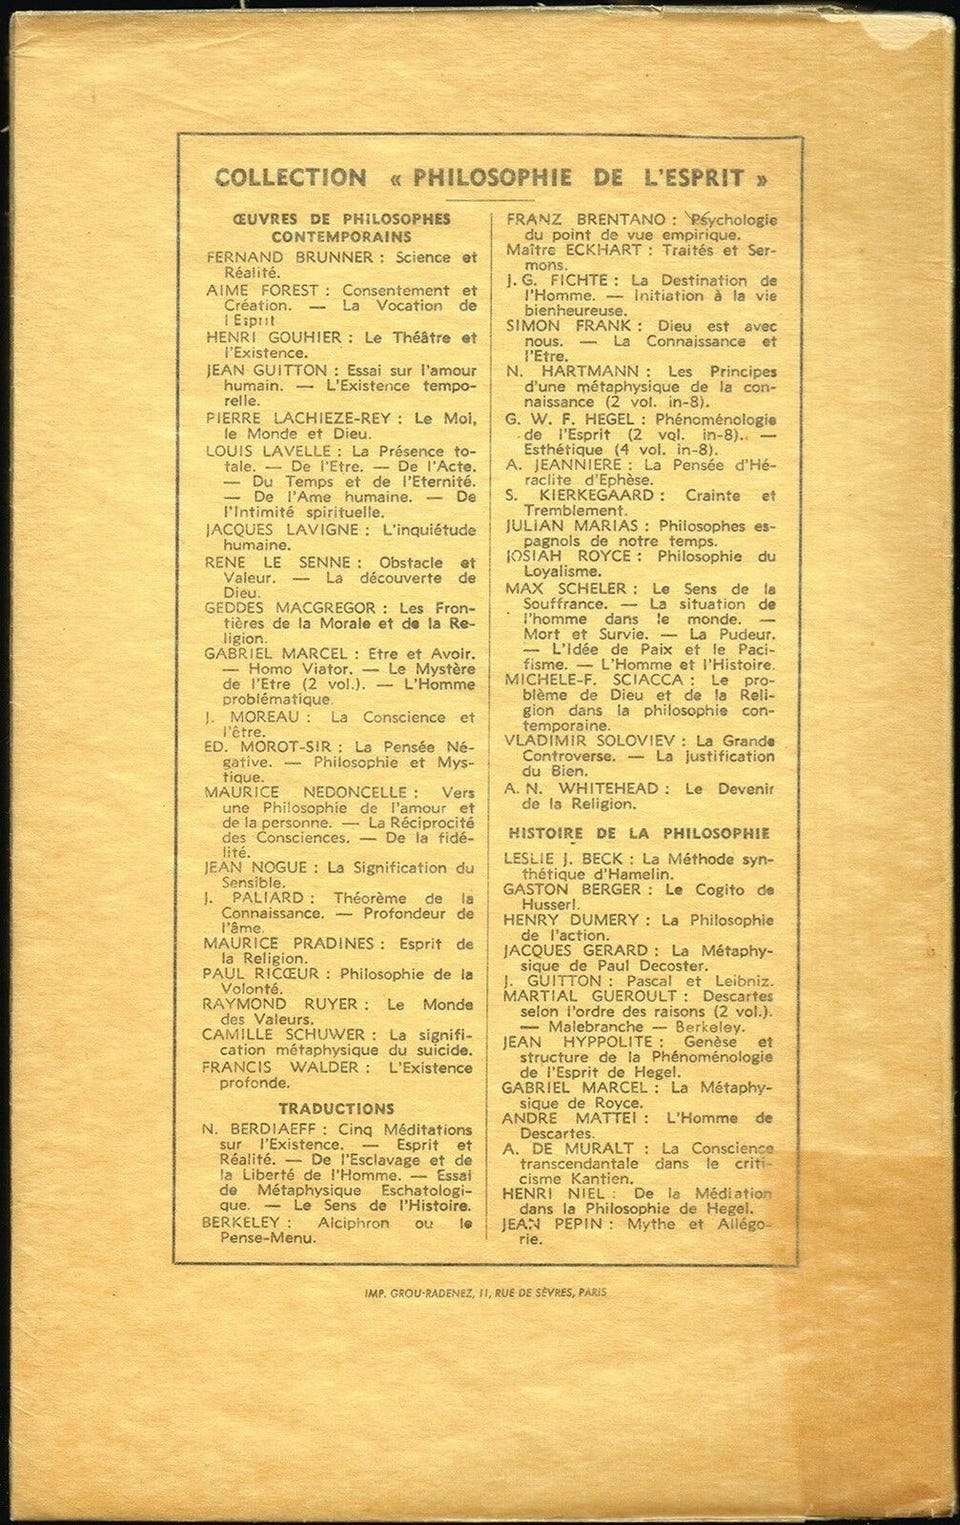 COLLECTION « PHILOSOPHIE DE L'ESPRIT »
ŒUVRES DE PHILOSOPHES
CONTEMPORAINS
FERNAND BRUNNER : Science et
Réalité.
AIME FOREST : Consentement et
Création. — La Vocation de
l Esprit
HENRI GOUHIER : Le Théâtre et
l'Existence.
JEAN GUITTON : Essai sur l'amour
humain. — L'Existence tempo-
relle.
PIERRE LACHIEZE-REY : Le Moi,
le Monde et Dieu.
LOUIS LAVELLE : La Présence to-
tale. — De l'Etre. — De l'Acte.
— Du Temps et de l'Eternité.
— De l'Ame humaine. — De
l'Intimité spirituelle.
JACQUES LAVIGNE : L'inquiétude
humaine.
RENE LE SENNE : Obstacle et
Valeur. — La découverte de
Dieu.
GEDDES MACGREGOR : Les Fron-
tières de la Morale et de la Re-
ligion.
GABRIEL MARCEL : Etre et Avoir.
— Homo Viator. — Le Mystère
de l'Etre (2 vol.). — L'Homme
problématique.
J. MOREAU : La Conscience et
l'être.
ED. MOROT-SIR : La Pensée Né-
gative. — Philosophie et Mys-
tique.
MAURICE NEDONCELLE : Vers
une Philosophie de l'amour et
de la personne. — La Réciprocité
des Consciences. — De la fidé-
lité.
JEAN NOGUE : La Signification du
Sensible.
J. PALIARD : Théorème de la
Connaissance. — Profondeur de
l'âme.
MAURICE PRADINES : Esprit de
la Religion.
PAUL RICŒUR : Philosophie de la
Volonté.
RAYMOND RUYER : Le Monde
des Valeurs.
CAMILLE SCHUWER : La signifi-
cation métaphysique du suicide.
FRANCIS WALDER : L'Existence
profonde.
TRADUCTIONS
N. BERDIAEFF : Cinq Méditations
sur l'Existence. — Esprit et
Réalité. — De l'Esclavage et de
la Liberté de l'Homme. — Essai
de Métaphysique Eschatologi-
que. — Le Sens de l'Histoire.
BERKELEY : Alciphron ou le
Pense-Menu.
FRANZ BRENTANO : Psychologie
du point de vue empirique.
Maître ECKHART : Traités et Ser-
mons.
J. G. FICHTE : La Destination de
l'Homme. — Initiation à la vie
bienheureuse.
SIMON FRANK : Dieu est avec
nous. — La Connaissance et
l'Etre.
N. HARTMANN : Les Principes
d'une métaphysique de la con-
naissance (2 vol. in-8).
G. W. F. HEGEL : Phénoménologie
de l'Esprit (2 vol. in-8). —
Esthétique (4 vol. in-8).
A. JEANNIERE : La Pensée d'Hé-
raclite d'Ephèse.
S. KIERKEGAARD : Crainte et
Tremblement.
JULIAN MARIAS : Philosophes es-
pagnols de notre temps.
JOSIAH ROYCE : Philosophie du
Loyalisme.
MAX SCHELER : Le Sens de la
Souffrance. — La situation de
l'homme dans le monde. —
Mort et Survie. — La Pudeur.
— L'Idée de Paix et le Paci-
fisme. — L'Homme et l'Histoire.
MICHELE-F. SCIACCA : Le pro-
blème de Dieu et de la Reli-
gion dans la philosophie con-
temporaine.
VLADIMIR SOLOVIEV : La Grande
Controverse. — La Justification
du Bien.
A. N. WHITEHEAD : Le Devenir
de la Religion.
HISTOIRE DE LA PHILOSOPHIE
LESLIE J. BECK : La Méthode syn-
thétique d'Hamelin.
GASTON BERGER : Le Cogito de
Husserl.
HENRY DUMERY : La Philosophie
de l'action.
JACQUES GERARD : La Métaphy-
sique de Paul Decoster.
J. GUITTON : Pascal et Leibniz.
MARTIAL GUEROULT : Descartes
selon l'ordre des raisons (2 vol.).
— Malebranche — Berkeley.
JEAN HYPPOLITE : Genèse et
structure de la Phénoménologie
de l'Esprit de Hegel.
GABRIEL MARCEL : La Métaphy-
sique de Royce.
ANDRE MATTEI : L'Homme de
Descartes.
A. DE MURALT : La Conscience
transcendantale dans le criti-
cisme Kantien.
HENRI NIEL : De la Médiation
dans la Philosophie de Hegel.
JEAN PEPIN : Mythe et Allégo-
rie.
IMP. GROU-RADENEZ, 11, RUE DE SÈVRES, PARIS